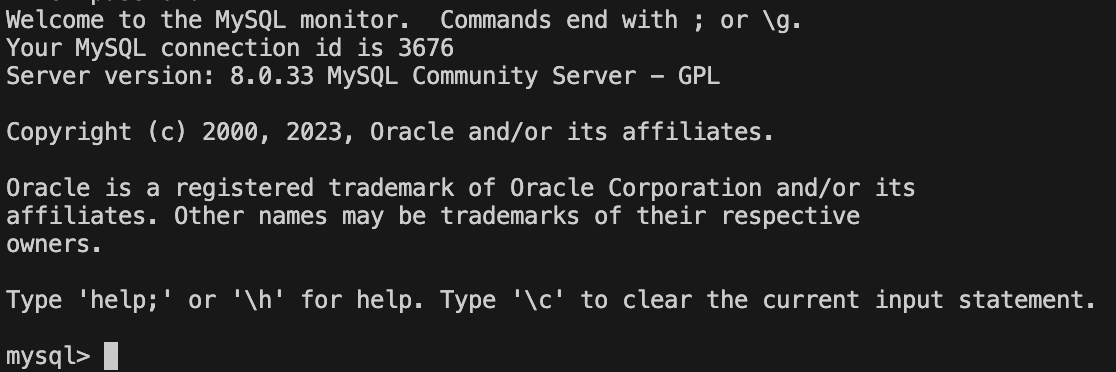 Welcome to the MySQL monitor.  Commands end with ; or \g.
Your MySQL connection id is 3676
Server version: 8.0.33 MySQL Community Server - GPL
Copyright (c) 2000, 2023, Oracle and/or its affiliates.
Oracle is a registered trademark of Oracle Corporation and/or its
affiliates. Other names may be trademarks of their respective
owners.
Type 'help;' or '\h' for help. Type '\c' to clear the current input statement.
mysql>